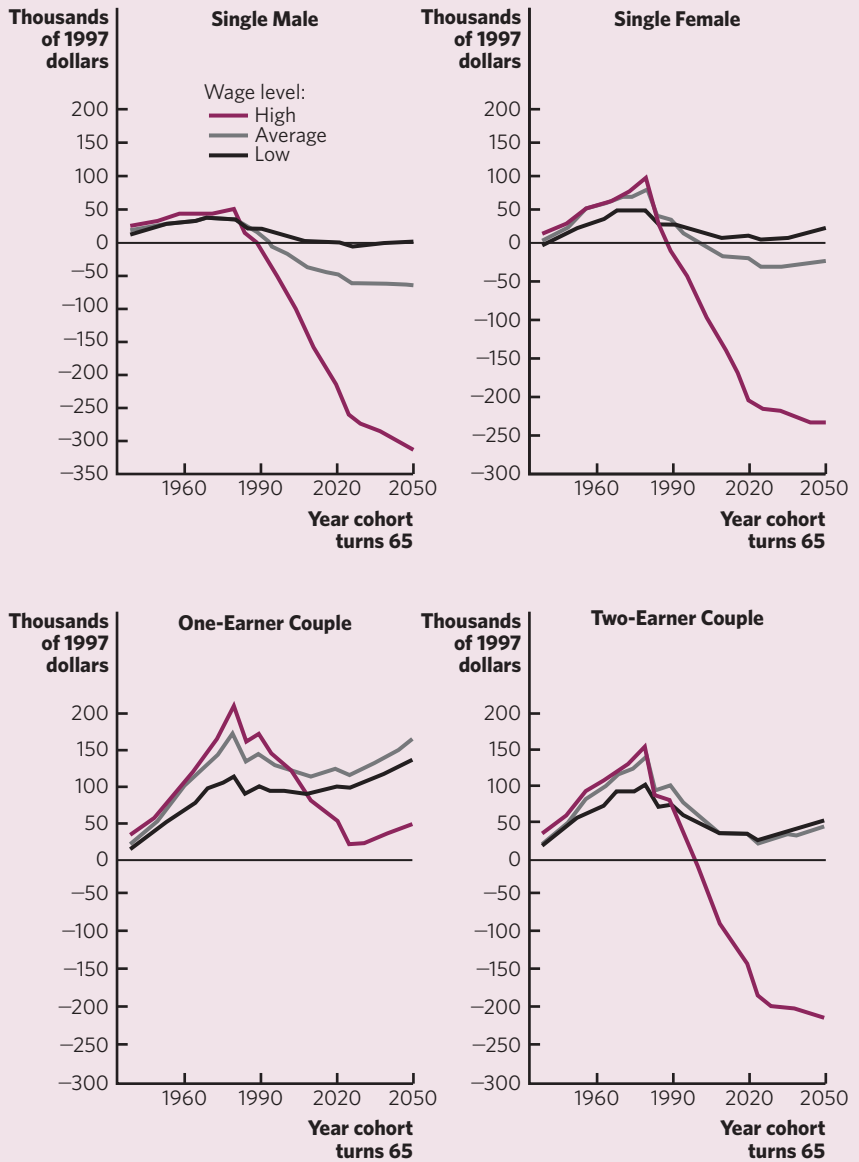 Thousands
of 1997
dollars
Single Male
Wage level:
High
Average
Low
200
150
100
50
0
−50
−100
−150
−200
−250
−300
−350
1960 1990 2020 2050
Year cohort
turns 65
Thousands
of 1997
dollars
Single Female
200
150
100
50
0
−50
−100
−150
−200
−250
−300
1960 1990 2020 2050
Year cohort
turns 65
Thousands
of 1997
dollars
One-Earner Couple
200
150
100
50
0
−50
−100
−150
−200
−250
−300
1960 1990 2020 2050
Year cohort
turns 65
Thousands
of 1997
dollars
Two-Earner Couple
200
150
100
50
0
−50
−100
−150
−200
−250
−300
1960 1990 2020 2050
Year cohort
turns 65